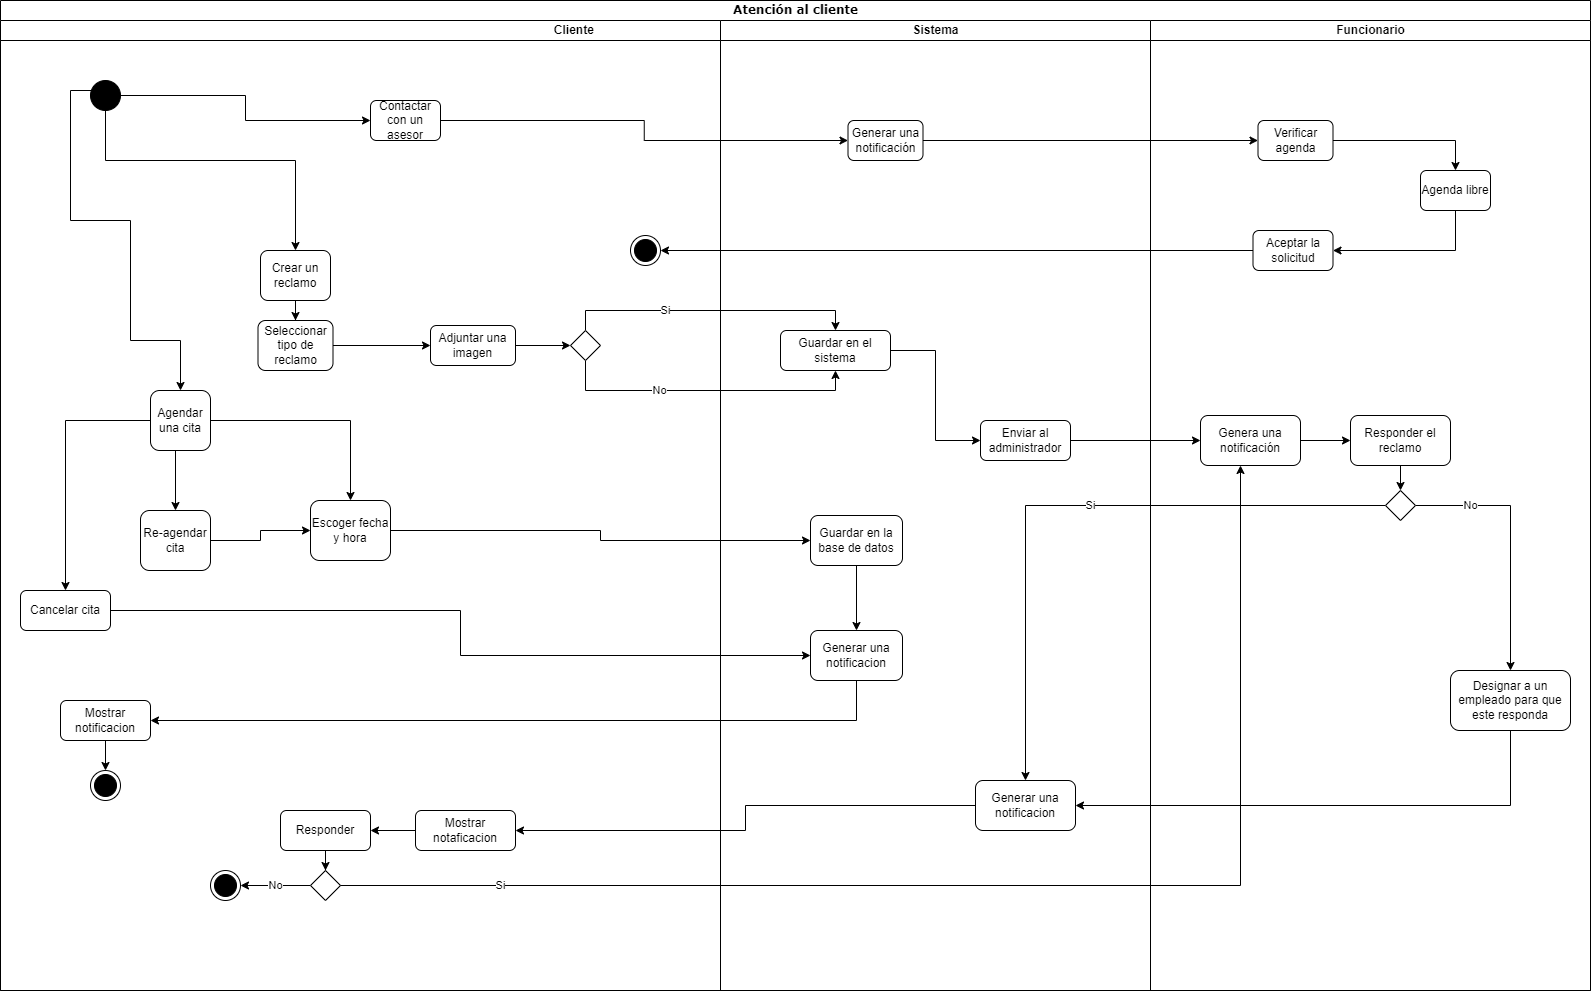 Atención al cliente
Cliente
Sistema
Funcionario
Contactar
con un
asesor
Generar una
notificación
Verificar
agenda
Agenda libre
Aceptar la
solicitud
Crear un
reclamo
Seleccionar
tipo de
reclamo
Adjuntar una
imagen
Si
No
Guardar en el
sistema
Agendar
una cita
Enviar al
administrador
Genera una
notificación
Responder el
reclamo
Si
No
Re-agendar
cita
Escoger fecha
y hora
Guardar en la
base de datos
Cancelar cita
Generar una
notificacion
Mostrar
notificacion
Designar a un
empleado para que
este responda
Generar una
notificacion
Responder
Mostrar
notaficacion
No
Si